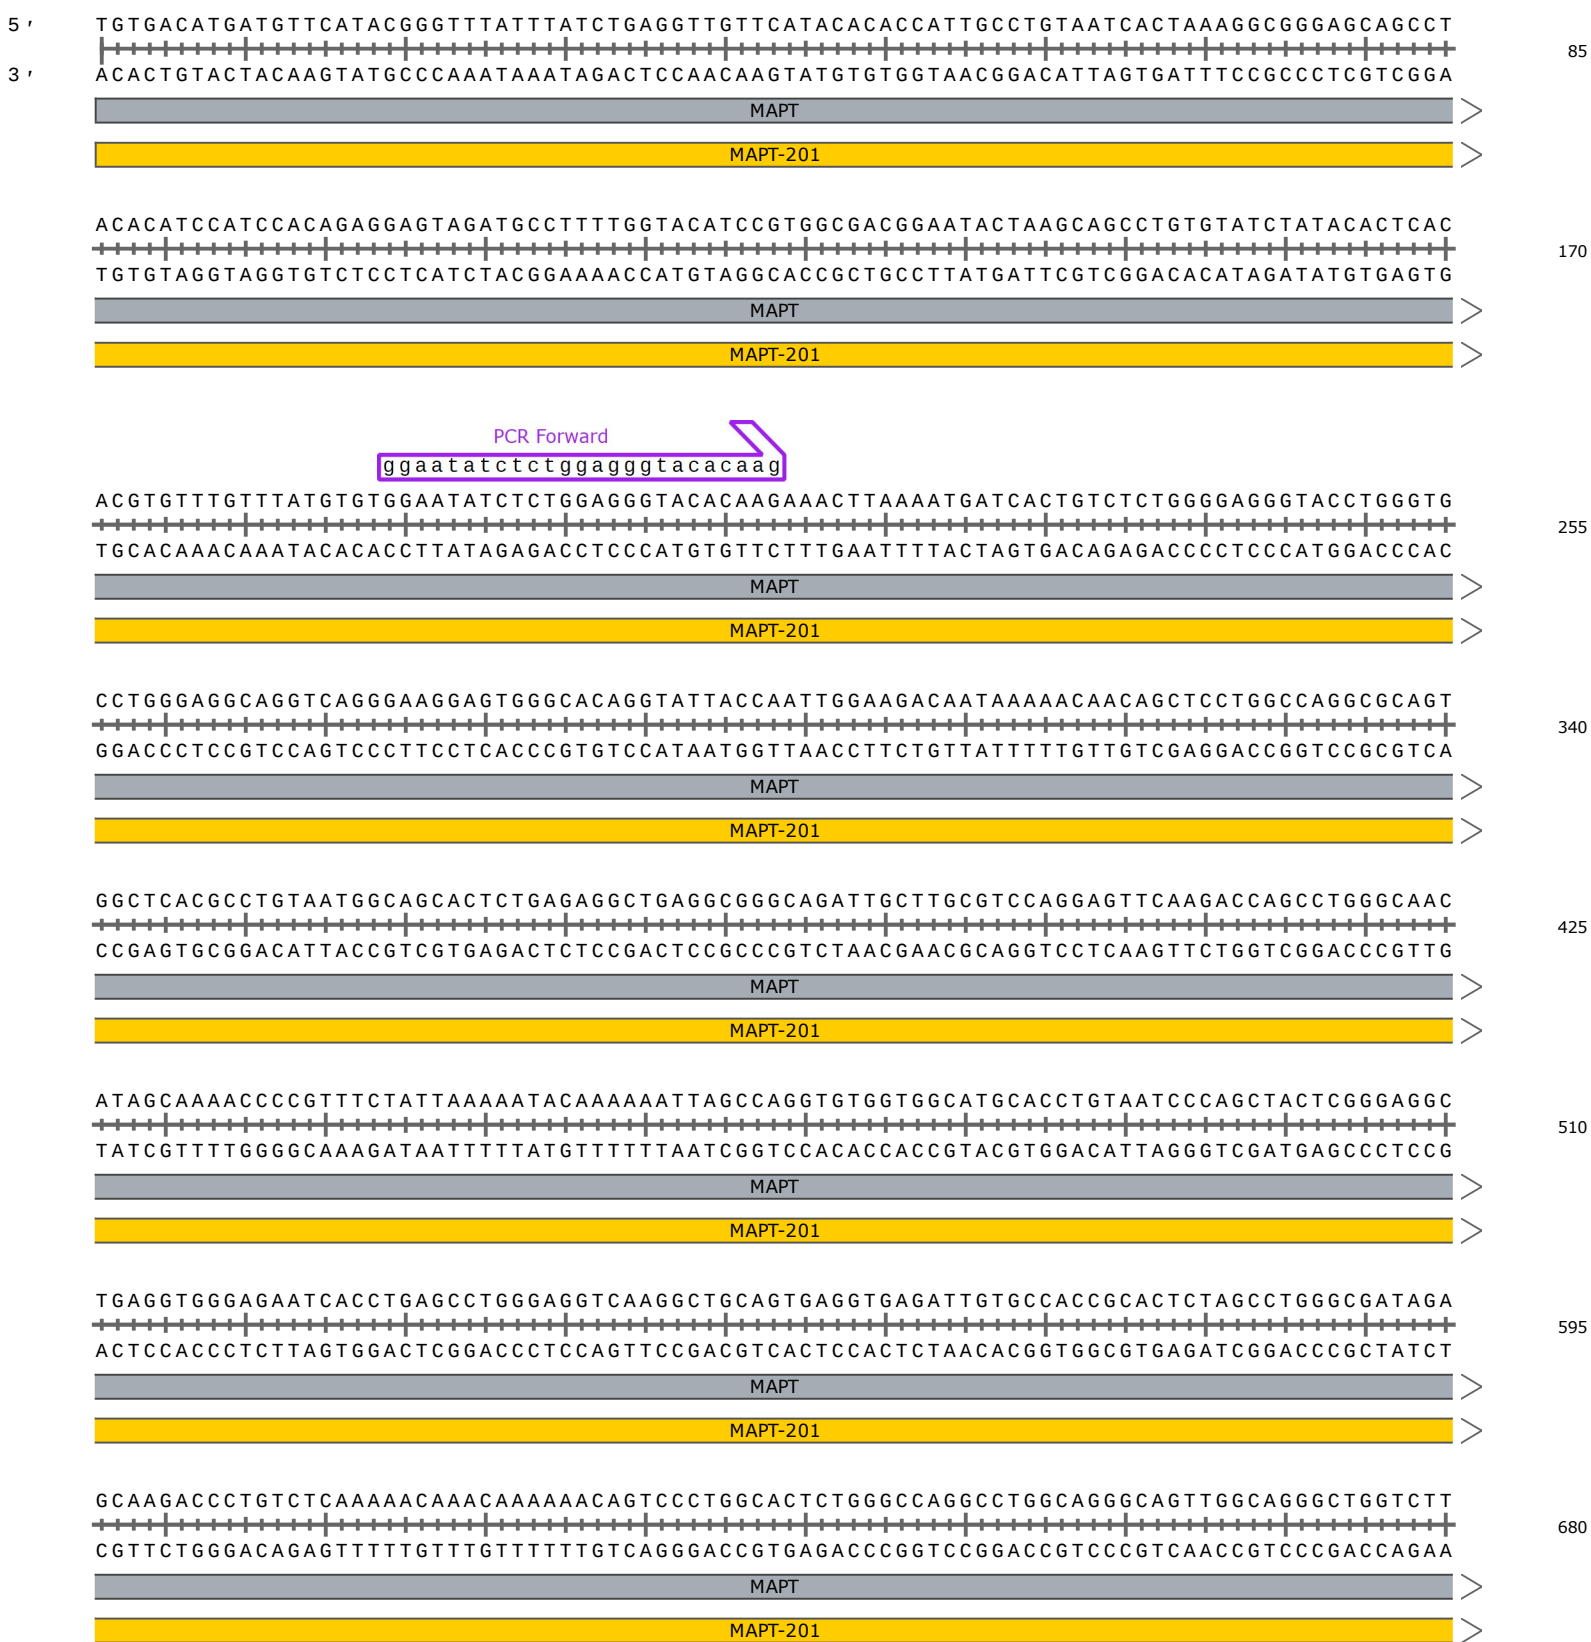 5 ′ TGTGACATGATGTTCATACGGGTTTATTTATCTGAGGTTGTTCATACACACCATTGCCTGTAATCACTAAAGGCGGGAGCAGCCT
85
3 ′ ACACTGTACTACAAGTATGCCCAAATAAATAGACTCCAACAAGTATGTGTGGTAACGGACATTAGTGATTTCCGCCCTCGTCGGA
MAPT
MAPT-201
ACACATCCATCCACAGAGGAGTAGATGCCTTTTGGTACATCCGTGGCGACGGAATACTAAGCAGCCTGTGTATCTATACACTCAC
170
TGTGTAGGTAGGTGTCTCCTCATCTACGGAAAACCATGTAGGCACCGCTGCCTTATGATTCGTCGGACACATAGATATGTGAGTG
MAPT
MAPT-201
PCR Forward
ggaatatctctggagggtacacaag
ACGTGTTTGTTTATGTGTGGAATATCTCTGGAGGGTACACAAGAAACTTAAAATGATCACTGTCTCTGGGGAGGGTACCTGGGTG
255
TGCACAAACAAATACACACCTTATAGAGACCTCCCATGTGTTCTTTGAATTTTACTAGTGACAGAGACCCCTCCCATGGACCCAC
MAPT
MAPT-201
CCTGGGAGGCAGGTCAGGGAAGGAGTGGGCACAGGTATTACCAATTGGAAGACAATAAAAACAACAGCTCCTGGCCAGGCGCAGT
340
GGACCCTCCGTCCAGTCCCTTCCTCACCCGTGTCCATAATGGTTAACCTTCTGTTATTTTTGTTGTCGAGGACCGGTCCGCGTCA
MAPT
MAPT-201
GGCTCACGCCTGTAATGGCAGCACTCTGAGAGGCTGAGGCGGGCAGATTGCTTGCGTCCAGGAGTTCAAGACCAGCCTGGGCAAC
425
CCGAGTGCGGACATTACCGTCGTGAGACTCTCCGACTCCGCCCGTCTAACGAACGCAGGTCCTCAAGTTCTGGTCGGACCCGTTG
MAPT
MAPT-201
ATAGCAAAACCCCGTTTCTATTAAAAATACAAAAAATTAGCCAGGTGTGGTGGCATGCACCTGTAATCCCAGCTACTCGGGAGGC
510
TATCGTTTTGGGGCAAAGATAATTTTTATGTTTTTTAATCGGTCCACACCACCGTACGTGGACATTAGGGTCGATGAGCCCTCCG
MAPT
MAPT-201
TGAGGTGGGAGAATCACCTGAGCCTGGGAGGTCAAGGCTGCAGTGAGGTGAGATTGTGCCACCGCACTCTAGCCTGGGCGATAGA
595
ACTCCACCCTCTTAGTGGACTCGGACCCTCCAGTTCCGACGTCACTCCACTCTAACACGGTGGCGTGAGATCGGACCCGCTATCT
MAPT
MAPT-201
GCAAGACCCTGTCTCAAAAACAAACAAAAAACAGTCCCTGGCACTCTGGGCCAGGCCTGGCAGGGCAGTTGGCAGGGCTGGTCTT
680
CGTTCTGGGACAGAGTTTTTGTTTGTTTTTTGTCAGGGACCGTGAGACCCGGTCCGGACCGTCCCGTCAACCGTCCCGACCAGAA
MAPT
MAPT-201